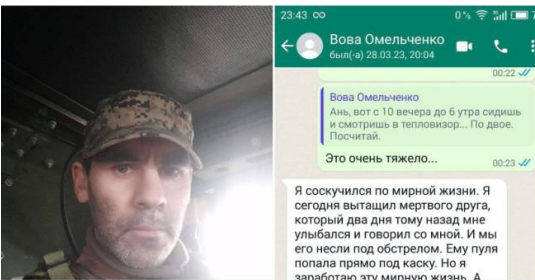 23:43 0% 7
Вова Омельченко
был(-а) 28.03.23, 20:04
00:22
Вова Омельченко
Ань, вот с 10 вечера до 6 утра сидишь
и смотришь в тепловизор... По двое.
Посчитай.
Это очень тяжело...
00:23
Я соскучился по мирной жизни. Я
сегодня вытащил мертвого друга,
который два дня тому назад мне
улыбался и говорил со мной. И мы
его несли под обстрелом. Ему пуля
попала прямо под каску. Но я
заработаю эту мирную жизнь. А